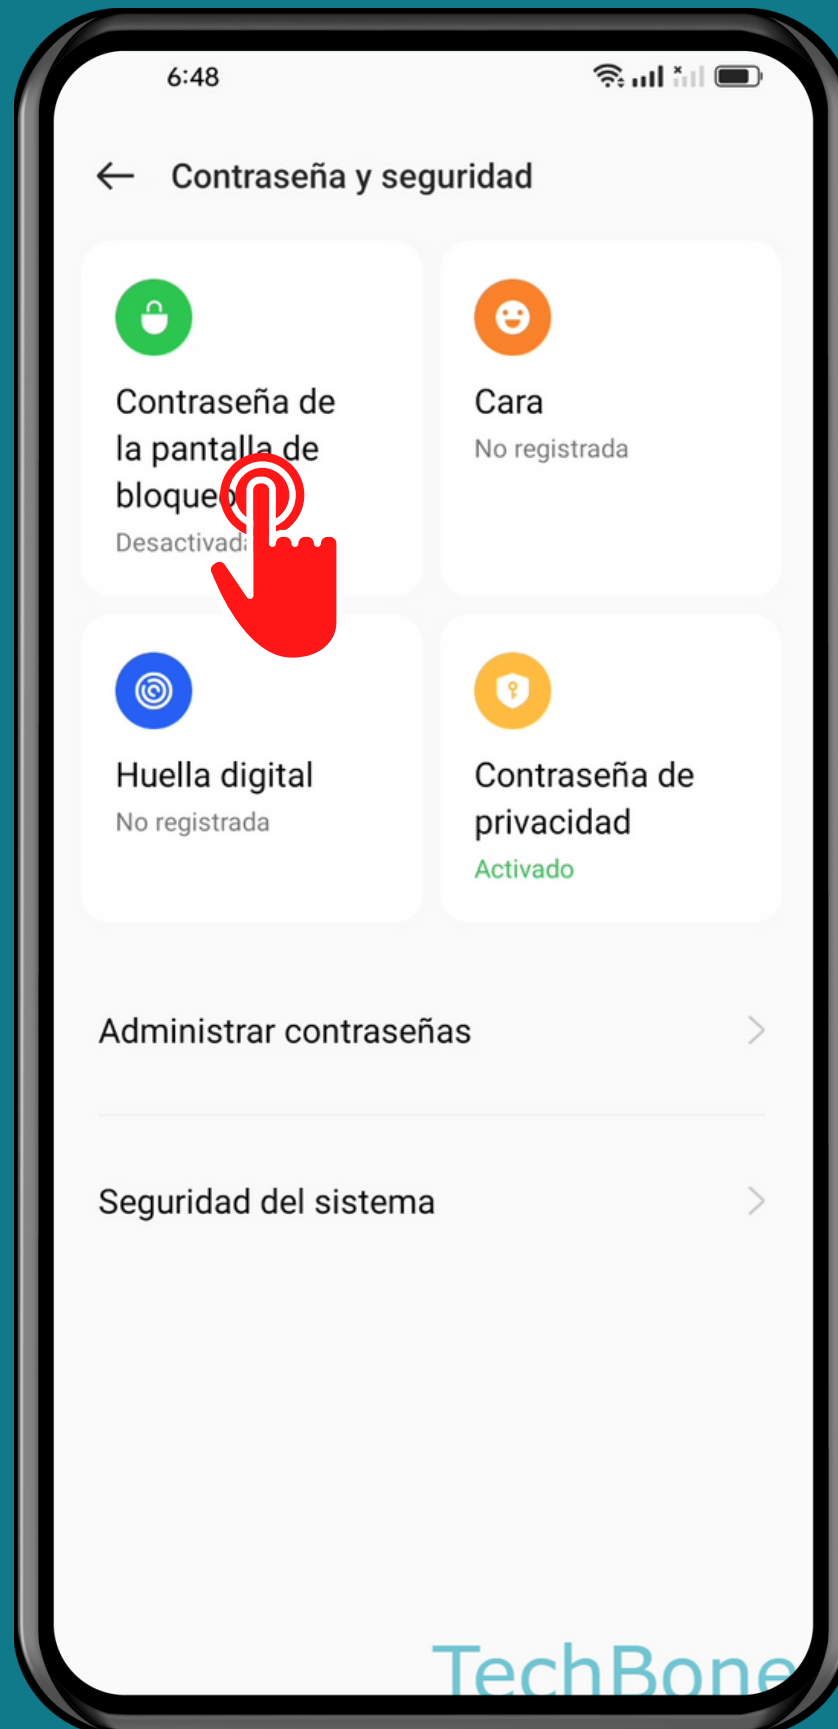 6:48
Contraseña y seguridad
Contraseña de
la pantalla de
bloqueo
Desactivada
Cara
No registrada
Huella digital
No registrada
Contraseña de
privacidad
Activado
Administrar contraseñas
Seguridad del sistema
TechBone